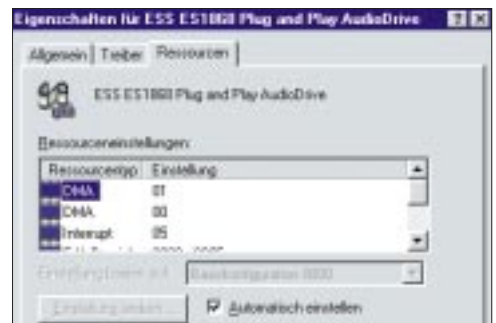 Eigenschaften für ESS ES1868 Plug and Play AudioDrive
Allgemein Treiber Ressourcen
ESS ES1868 Plug and Play AudioDrive
Ressourceneinstellungen:
Ressourcentyp Einstellung
DMA 01
DMA 00
Interrupt 05
Basiskonfiguration 0000
Automatisch einstellen